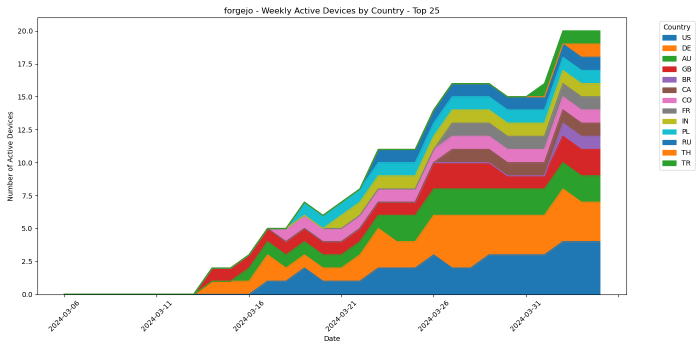 forgejo - Weekly Active Devices by Country - Top 25
Number of Active Devices
20.0
17.5
15.0
12.5
10.0
7.5
5.0
2.5
0.0
2024-03-06
2024-03-11
2024-03-16
2024-03-21
2024-03-26
2024-03-31
Date
Country
US
DE
AU
GB
BR
CA
CO
FR
IN
PL
RU
TH
TR